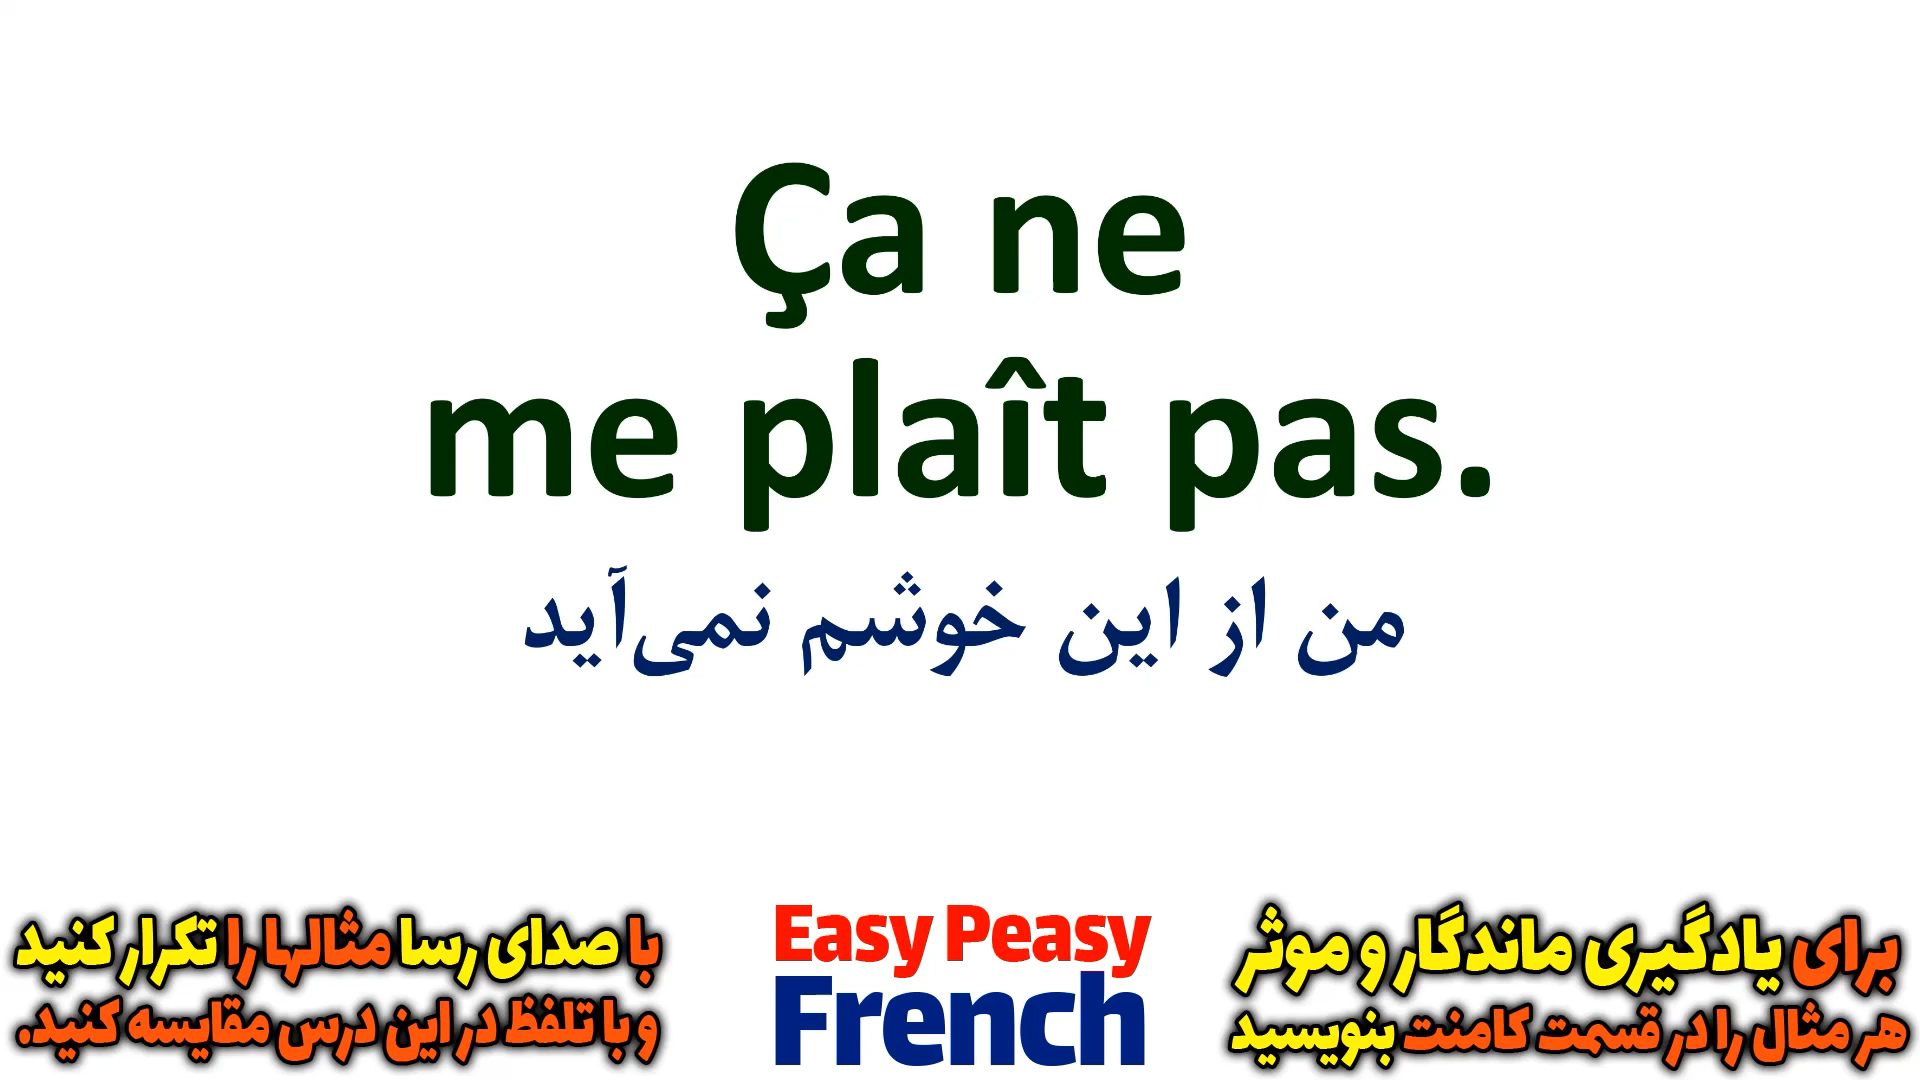 Ça ne
me plaît pas.
من از این خوشم نمی‌آید
برای یادگیری ماندگار و موثر
هر مثال را در قسمت کامنت بنویسید
Easy Peasy
French
با صدای رسا مثالها را تکرار کنید
و با تلفظ در این درس مقایسه کنید.